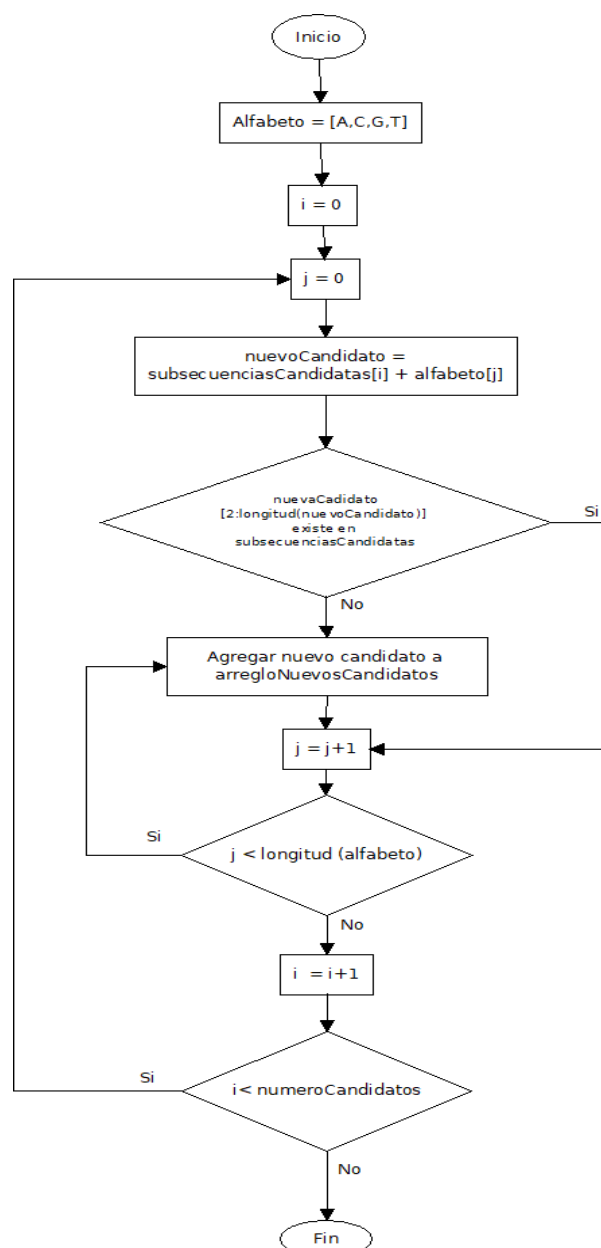 Inicio
Alfabeto = [A,C,G,T]
i = 0
j = 0
nuevoCandidato =
subsecuenciasCandidatas[i] + alfabeto[j]
nuevaCadidato
[2:longitud(nuevoCandidato)]
existe en
subsecuenciasCandidatas
Si
No
Agregar nuevo candidato a
arregloNuevosCandidatos
j = j+1
Si
j < longitud (alfabeto)
No
i = i+1
Si
i< numeroCandidatos
No
Fin